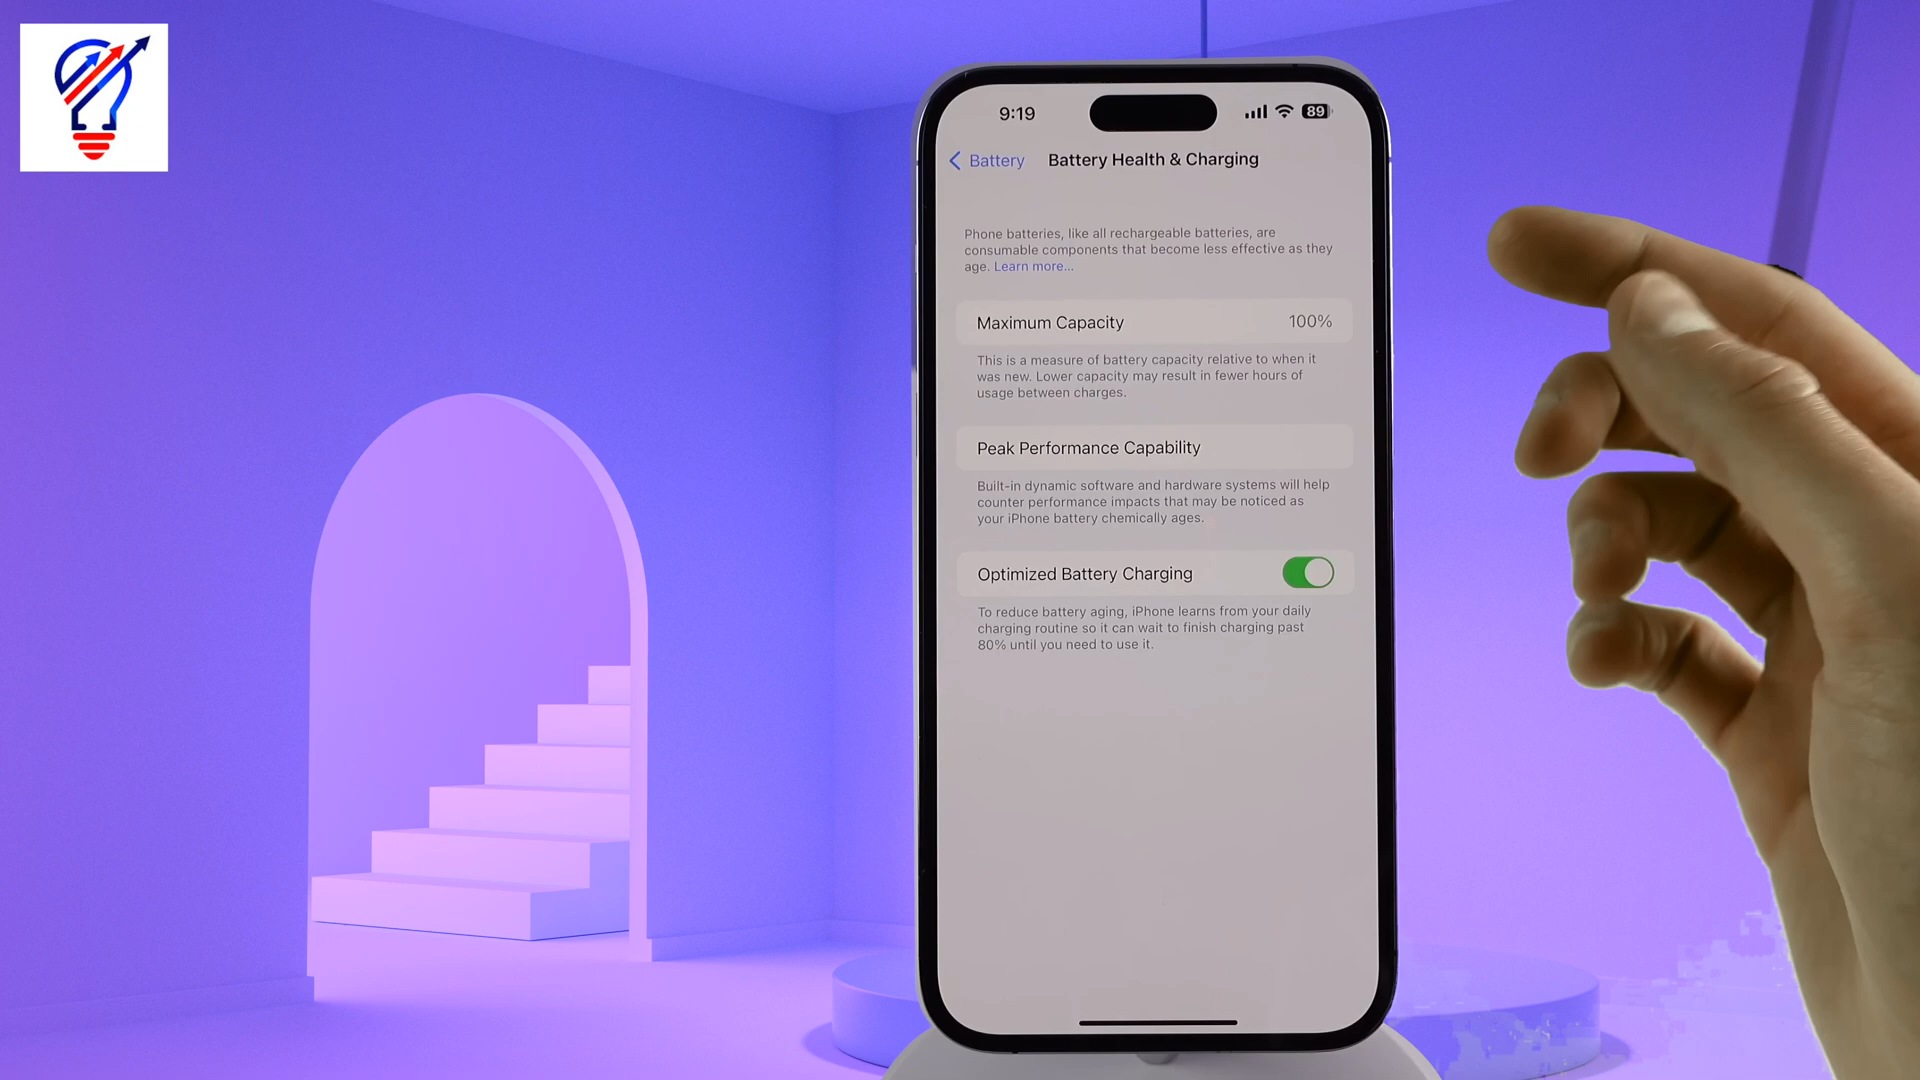 9:19
89
Battery
Battery Health & Charging
Phone batteries, like all rechargeable batteries, are
consumable components that become less effective as they
age. Learn more...
Maximum Capacity 100%
This is a measure of battery capacity relative to when it
was new. Lower capacity may result in fewer hours of
usage between charges.
Peak Performance Capability
Built-in dynamic software and hardware systems will help
counter performance impacts that may be noticed as
your iPhone battery chemically ages.
Optimized Battery Charging
To reduce battery aging, iPhone learns from your daily
charging routine so it can wait to finish charging past
80% until you need to use it.